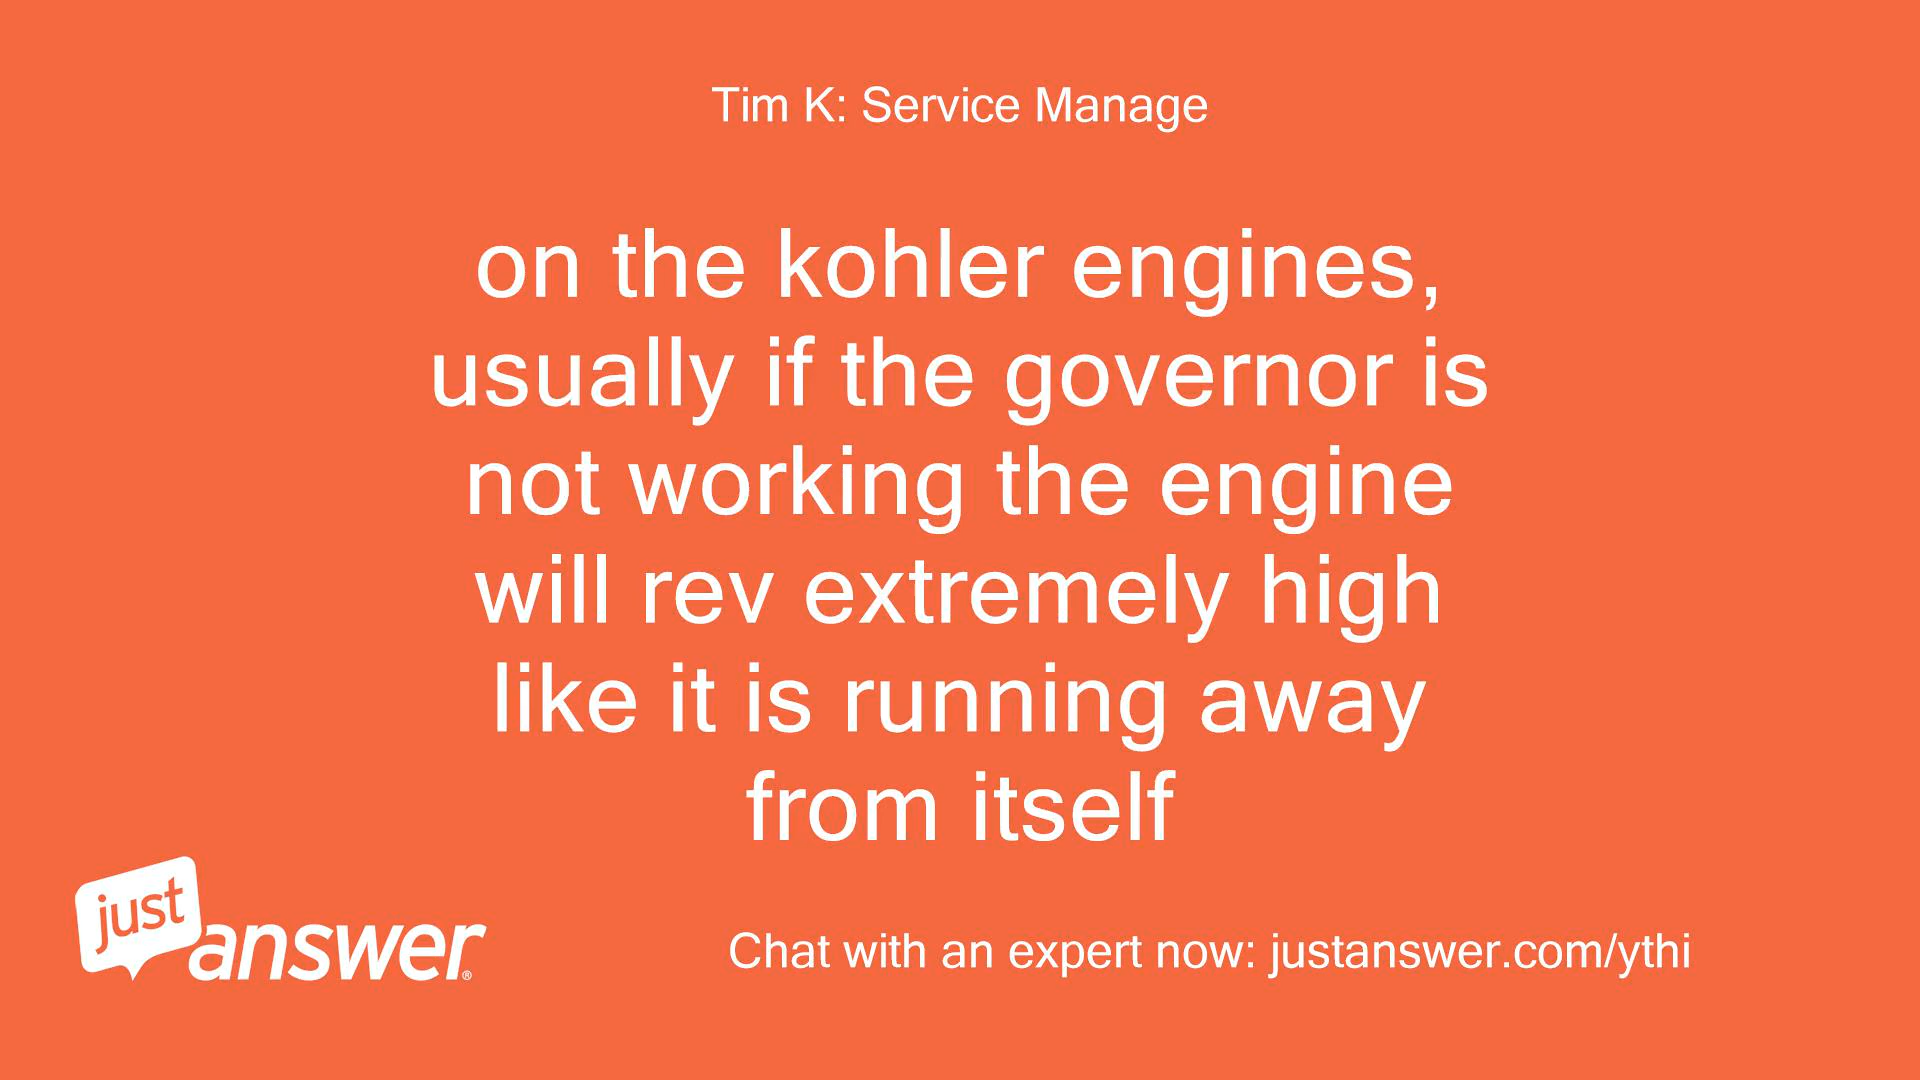 Tim K: Service Manage
on the kohler engines,
usually if the governor is
not working the engine
will rev extremely high
like it is running away
from itself
just
answer®
Chat with an expert now: justanswer.com/ythi